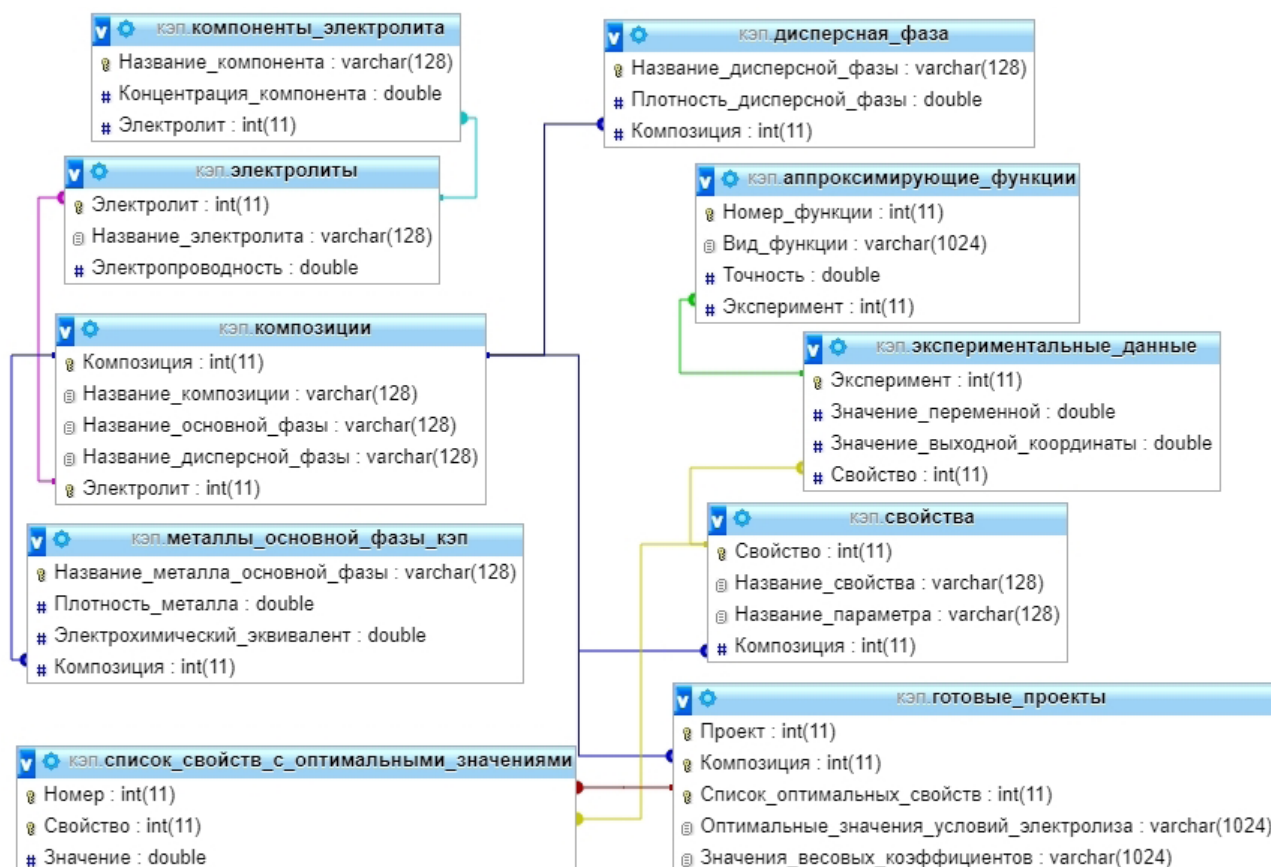 кэп.компоненты_электролита
Название_компонента : varchar(128)
Концентрация_компонента : double
Электролит : int(11)
кэп.дисперсная_фаза
Название_дисперсной_фазы : varchar(128)
Плотность_дисперсной_фазы : double
Композиция : int(11)
кэп.электролиты
Электролит : int(11)
Название_электролита : varchar(128)
Электропроводность : double
кэп.аппроксимирующие_функции
Номер_функции : int(11)
Вид_функции : varchar(1024)
Точность : double
Эксперимент : int(11)
кэп.композиции
Композиция : int(11)
Название_композиции : varchar(128)
Название_основной_фазы : varchar(128)
Название_дисперсной_фазы : varchar(128)
Электролит : int(11)
кэп.экспериментальные_данные
Эксперимент : int(11)
Значение_переменной : double
Значение_выходной_координаты : double
Свойство : int(11)
кэп.металлы_основной_фазы_кэп
Название_металла_основной_фазы : varchar(128)
Плотность_металла : double
Электрохимический_эквивалент : double
Композиция : int(11)
кэп.свойства
Свойство : int(11)
Название_свойства : varchar(128)
Название_параметра : varchar(128)
Композиция : int(11)
кэп.готовые_проекты
Проект : int(11)
Композиция : int(11)
Список_оптимальных_свойств : int(11)
Оптимальные_значения_условий_электролиза : varchar(1024)
Значения_весовых_коэффициентов : varchar(1024)
кэп.список_свойств_с_оптимальными_значениями
Номер : int(11)
Свойство : int(11)
Значение : double